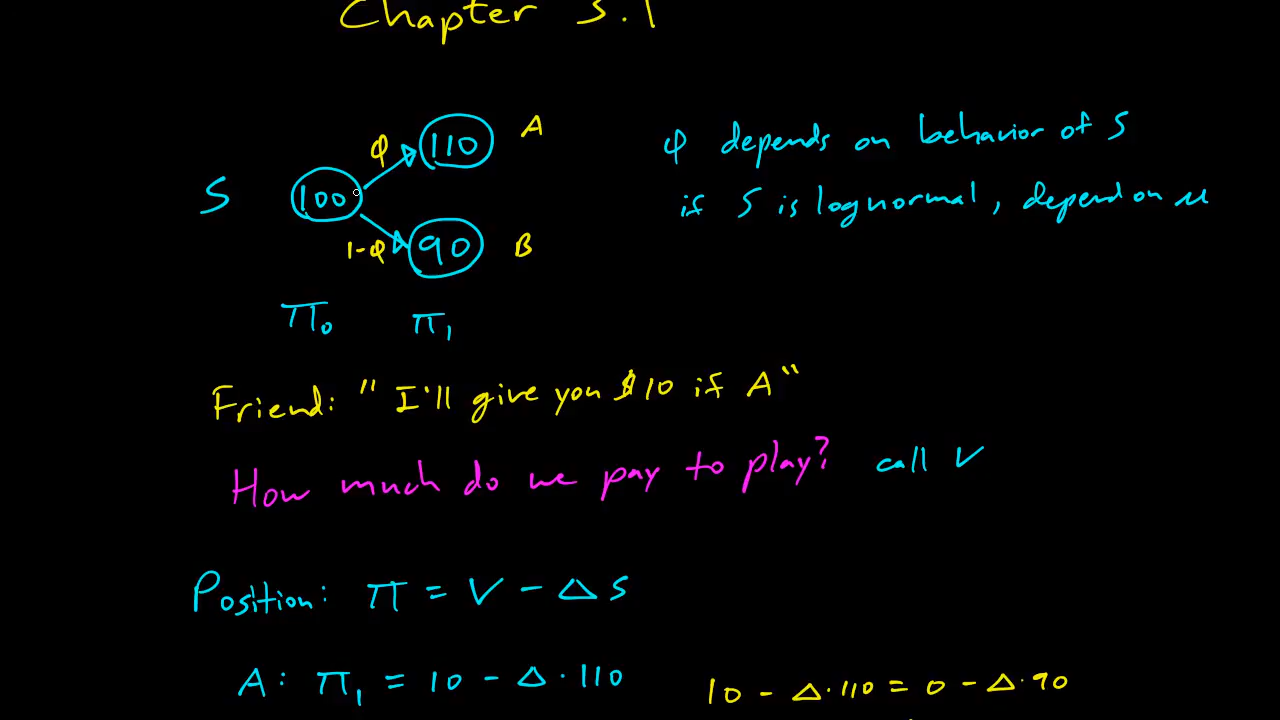 Chapter 3.1
110 A
φ
φ depends on behavior of S
S 100
if S is lognormal, depend on μ
1-φ 90 B
Π₀ Π₁
Friend: "I'll give you $10 if A"
How much do we pay to play? call V
Position: Π = V - Δ S
A: Π₁ = 10 - Δ·110
10 - Δ·110 = 0 - Δ·90